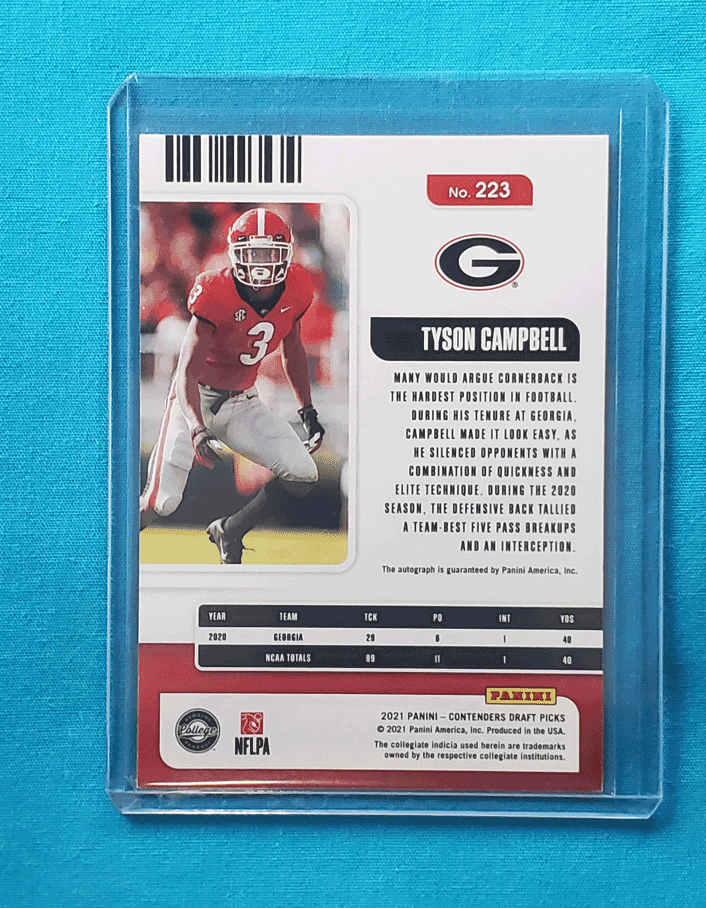 No. 223
G
TYSON CAMPBELL
3
3
SEC
MANY WOULD ARGUE CORNERBACK IS
THE HARDEST POSITION IN FOOTBALL.
DURING HIS TENURE AT GEORGIA,
CAMPBELL MADE IT LOOK EASY, AS
HE SILENCED OPPONENTS WITH A
COMBINATION OF QUICKNESS AND
ELITE TECHNIQUE. DURING THE 2020
SEASON, THE DEFENSIVE BACK TALLIED
A TEAM-BEST FIVE PASS BREAKUPS
AND AN INTERCEPTION.
The autograph is guaranteed by Panini America, Inc.
YEAR TEAM TCK PD INT YDS
2020 GEORGIA 29 6 1 40
NCAA TOTALS 89 11 1 40
PANINI
College
NFLPA
2021 PANINI – CONTENDERS DRAFT PICKS
© 2021 Panini America, Inc. Produced in the USA.
The collegiate indicia used herein are trademarks
owned by the respective collegiate institutions.